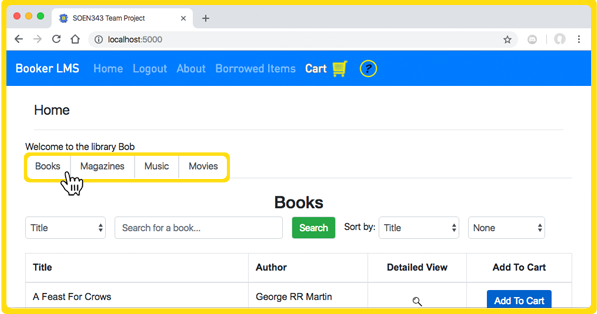 SOEN343 Team Project
localhost:5000
Booker LMS Home Logout About Borrowed Items Cart ?
Home
Welcome to the library Bob
Books Magazines Music Movies
Books
Title Search for a book... Search Sort by: Title None
Title Author Detailed View Add To Cart
A Feast For Crows George RR Martin Add To Cart